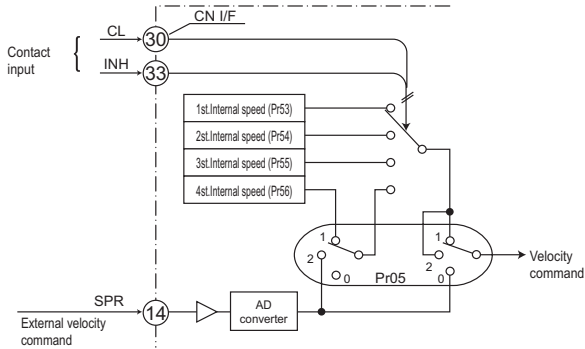 CN I/F
CL
30
Contact
input
{
INH
33
1st.Internal speed (Pr53)
2st.Internal speed (Pr54)
3st.Internal speed (Pr55)
4st.Internal speed (Pr56)
1
2
0
Pr05
1
2
0
Velocity
command
SPR
14
AD
converter
External velocity
command